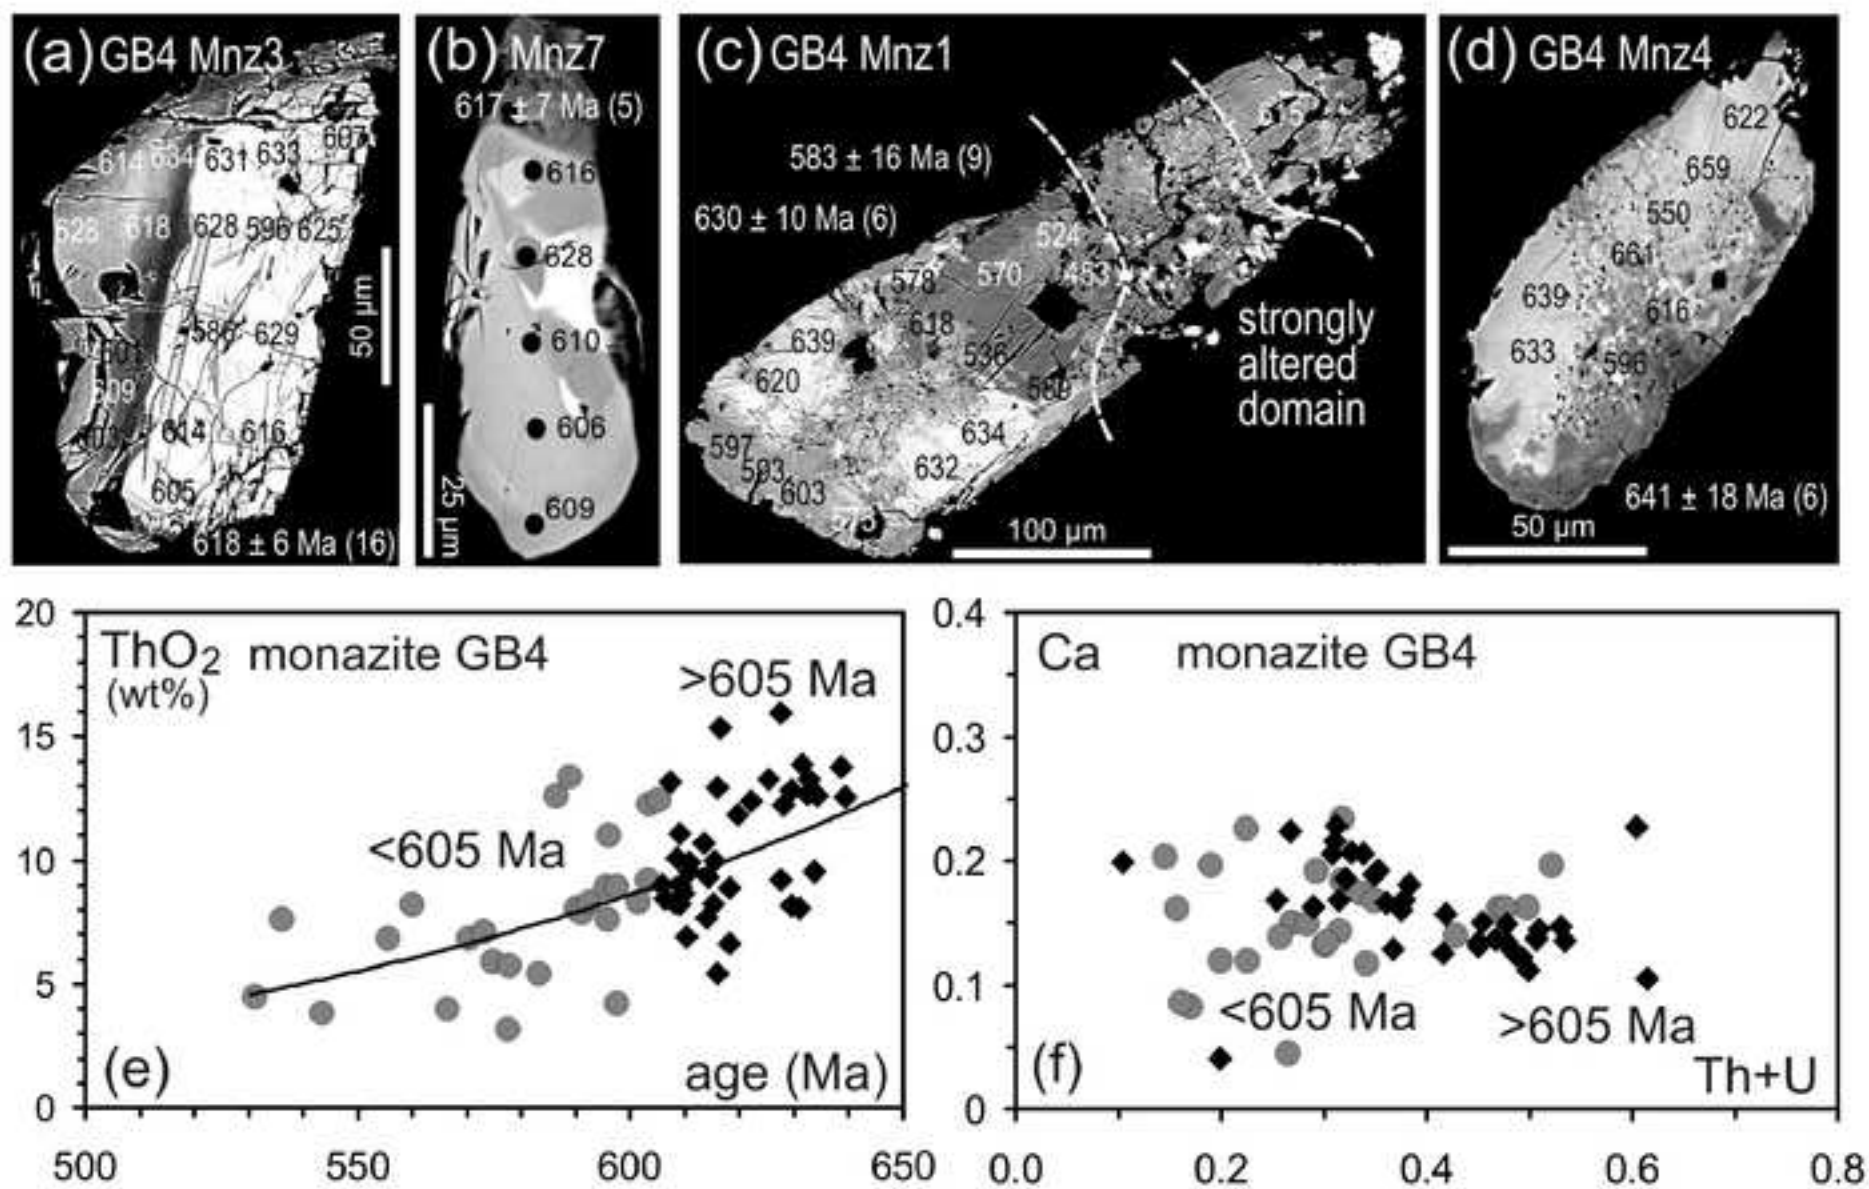 (a) GB4 Mnz3
607
614 634 631 633
628 618 628 596 625
50 µm
586 629
601
609
603 614 616
605
618 ± 6 Ma (16)
(b) Mnz7
617 ± 7 Ma (5)
616
628
610
606
609
25 µm
(c) GB4 Mnz1
615
583 ± 16 Ma (9)
630 ± 10 Ma (6)
524
578 570 453
618
639 536
620 589
634
597 632
593
603
575
strongly
altered
domain
100 µm
(d) GB4 Mnz4
622
659
550
661
639 616
633 596
641 ± 18 Ma (6)
50 µm
20
15
10
5
0
ThO2 monazite GB4
(wt%)
>605 Ma
<605 Ma
(e) age (Ma)
500 550 600 650
0.4
0.3
0.2
0.1
0
Ca monazite GB4
<605 Ma >605 Ma
(f) Th+U
0.0 0.2 0.4 0.6 0.8